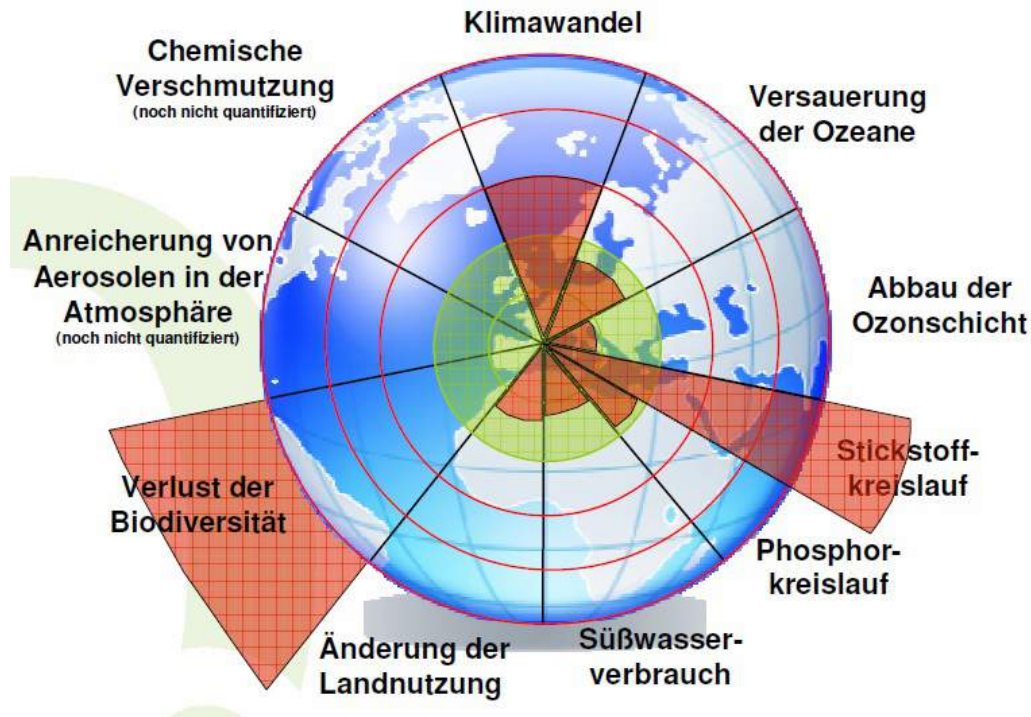 Klimawandel
Chemische
Verschmutzung
(noch nicht quantifiziert)
Versauerung
der Ozeane
Anreicherung von
Aerosolen in der
Atmosphäre
(noch nicht quantifiziert)
Abbau der
Ozonschicht
Stickstoff-
kreislauf
Verlust der
Biodiversität
Phosphor-
kreislauf
Änderung der
Landnutzung
Süßwasser-
verbrauch